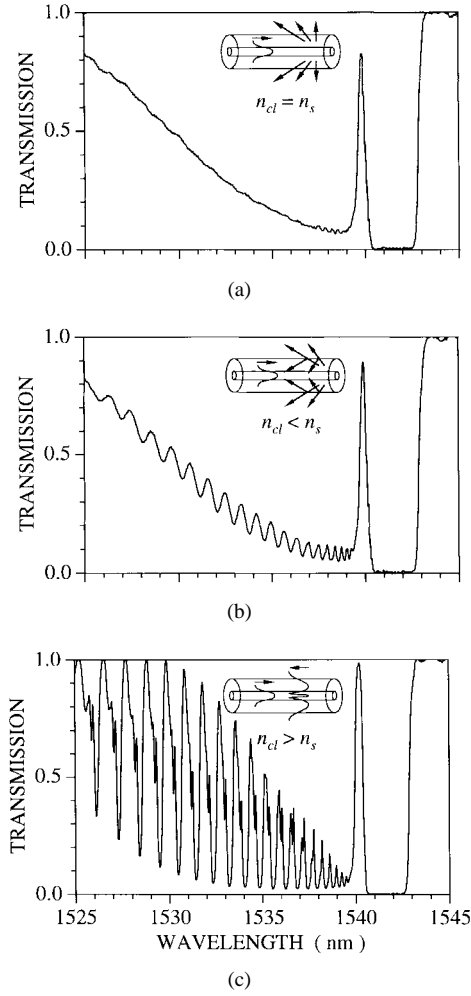 1.0
0.5
0.0
TRANSMISSION
n_cl = n_s
(a)
1.0
0.5
0.0
TRANSMISSION
n_cl < n_s
(b)
1.0
0.5
0.0
TRANSMISSION
n_cl > n_s
1525 1530 1535 1540 1545
WAVELENGTH ( nm )
(c)